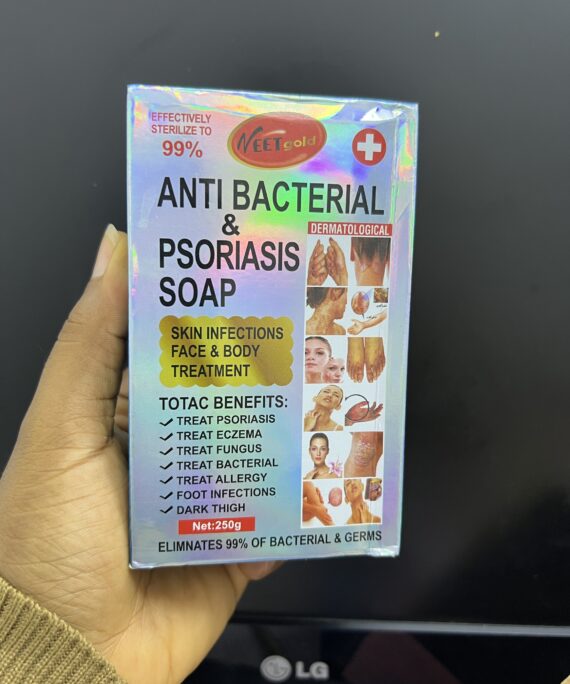 EFFECTIVELY
STERILIZE TO
99%
NEETgold
ANTI BACTERIAL
&
PSORIASIS
SOAP
DERMATOLOGICAL
SKIN INFECTIONS
FACE & BODY
TREATMENT
TOTAC BENEFITS:
TREAT PSORIASIS
TREAT ECZEMA
TREAT FUNGUS
TREAT BACTERIAL
TREAT ALLERGY
FOOT INFECTIONS
DARK THIGH
Net:250g
ELIMNATES 99% OF BACTERIAL & GERMS
LG